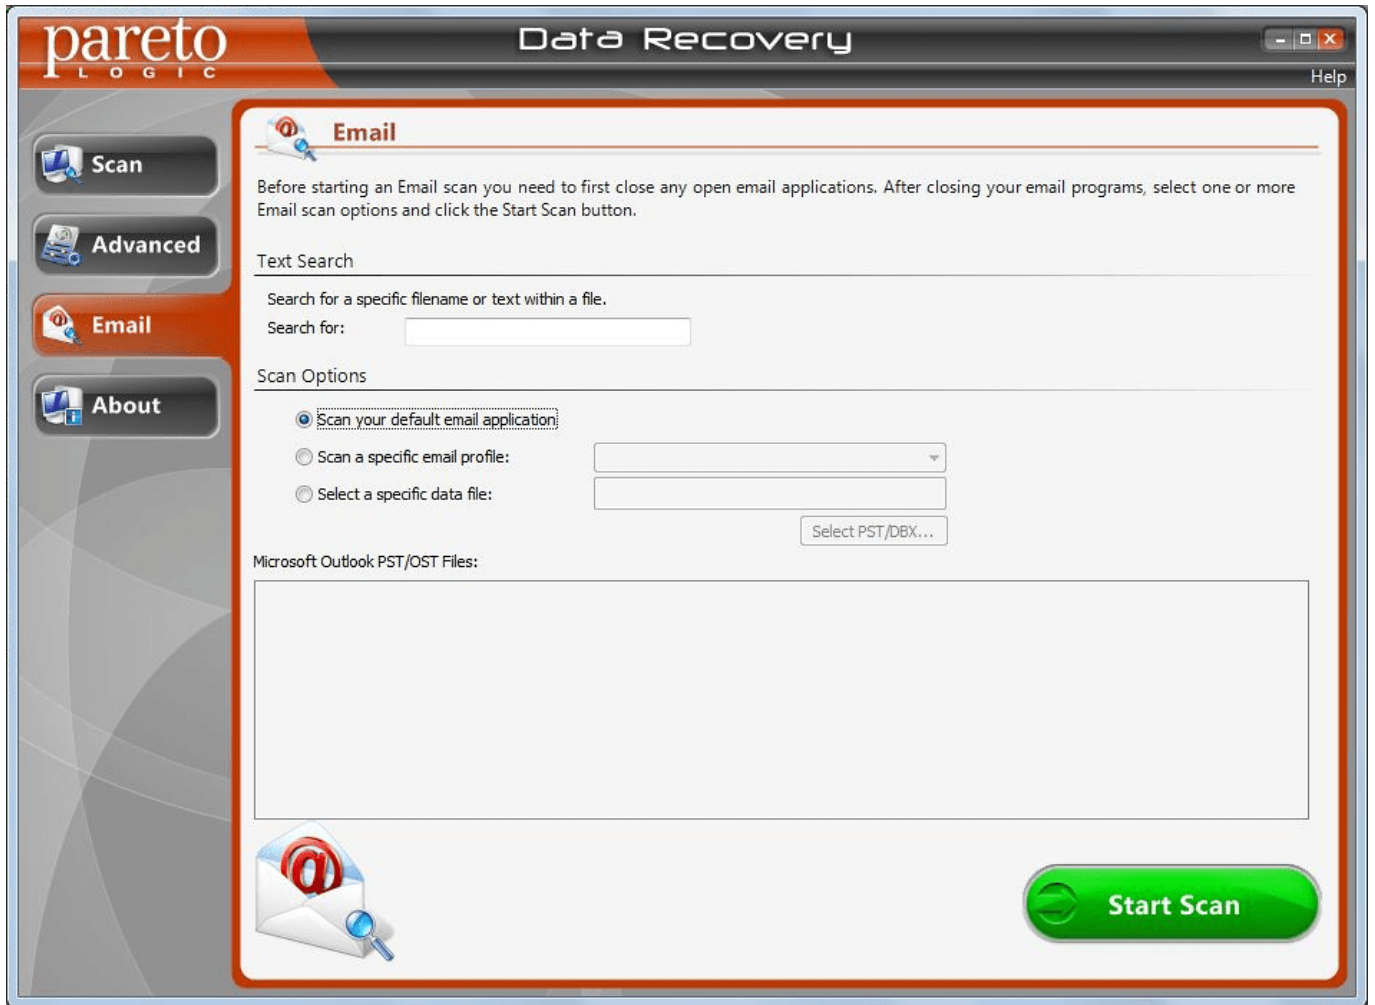 pareto
LOGIC
Data Recovery
Help
Scan
Advanced
Email
About
Email
Before starting an Email scan you need to first close any open email applications. After closing your email programs, select one or more
Email scan options and click the Start Scan button.
Text Search
Search for a specific filename or text within a file.
Search for:
Scan Options
Scan your default email application
Scan a specific email profile:
Select a specific data file:
Select PST/DBX...
Microsoft Outlook PST/OST Files:
Start Scan